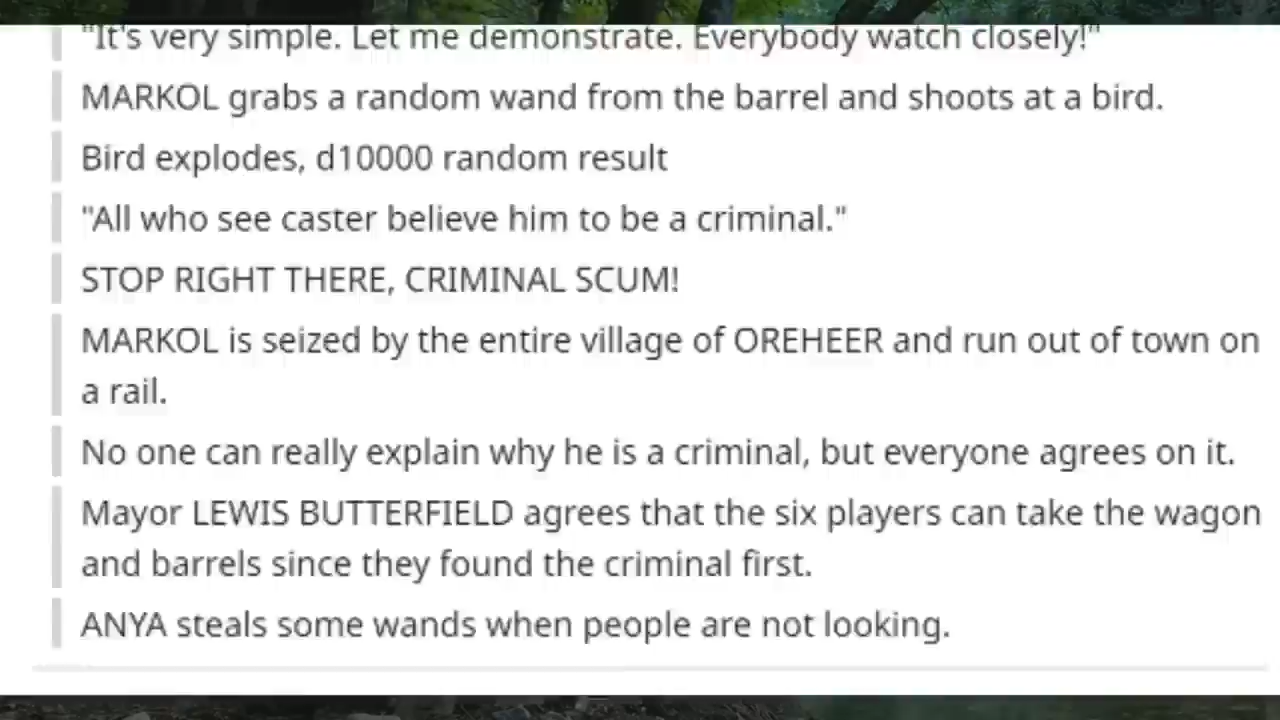 "It's very simple. Let me demonstrate. Everybody watch closely!"
MARKOL grabs a random wand from the barrel and shoots at a bird.
Bird explodes, d10000 random result
"All who see caster believe him to be a criminal."
STOP RIGHT THERE, CRIMINAL SCUM!
MARKOL is seized by the entire village of OREHEER and run out of town on
a rail.
No one can really explain why he is a criminal, but everyone agrees on it.
Mayor LEWIS BUTTERFIELD agrees that the six players can take the wagon
and barrels since they found the criminal first.
ANYA steals some wands when people are not looking.